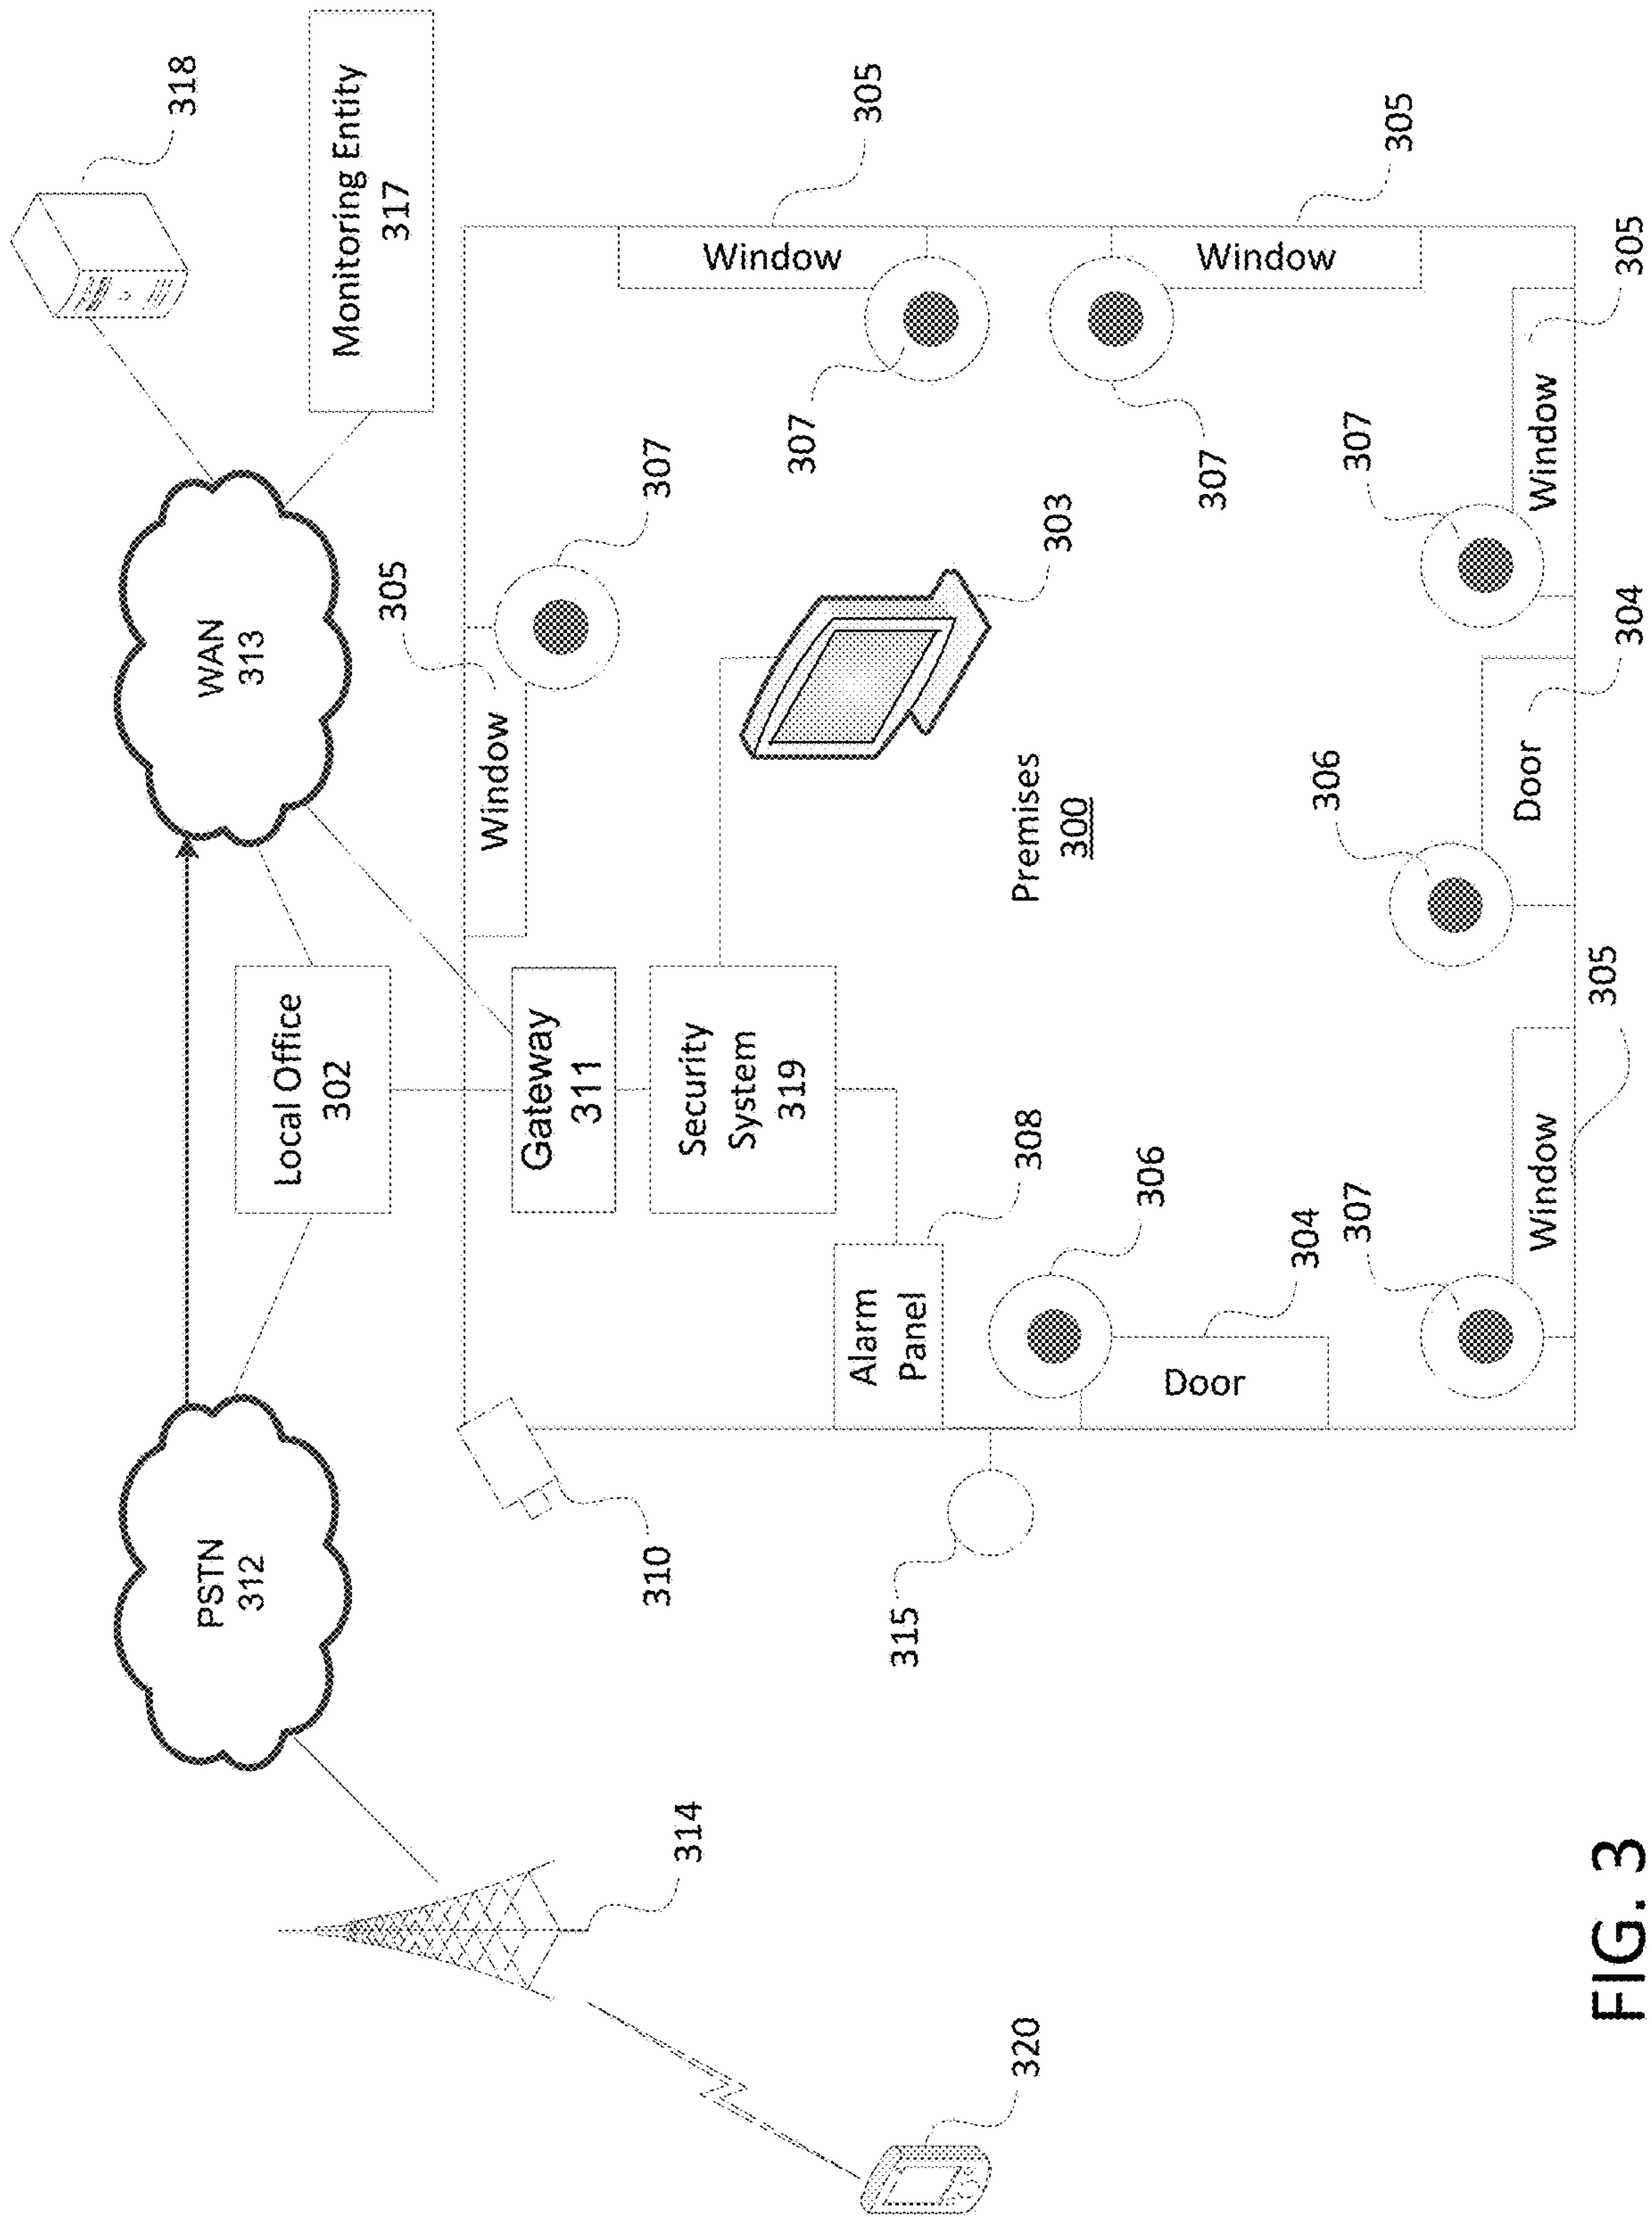 318
PSTN
312
WAN
313
Local Office
302
Monitoring Entity
317
305
Window
Gateway
311
310
307
314
Security
System
319
Window
307
305
Alarm
Panel
315
320
308
Premises
300
303
306
Door
307
Window
304
306
307
307
305
Window
Door
Window
305
304
305
FIG. 3